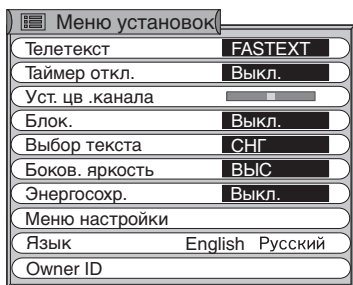 Меню установок
Телетекст FASTEXT
Таймер откл. Выкл.
Уст. цв .канала
Блок. Выкл.
Выбор текста СНГ
Боков. яркость ВЫС
Энергосохр. Выкл.
Меню настройки
Язык English Русский
Owner ID